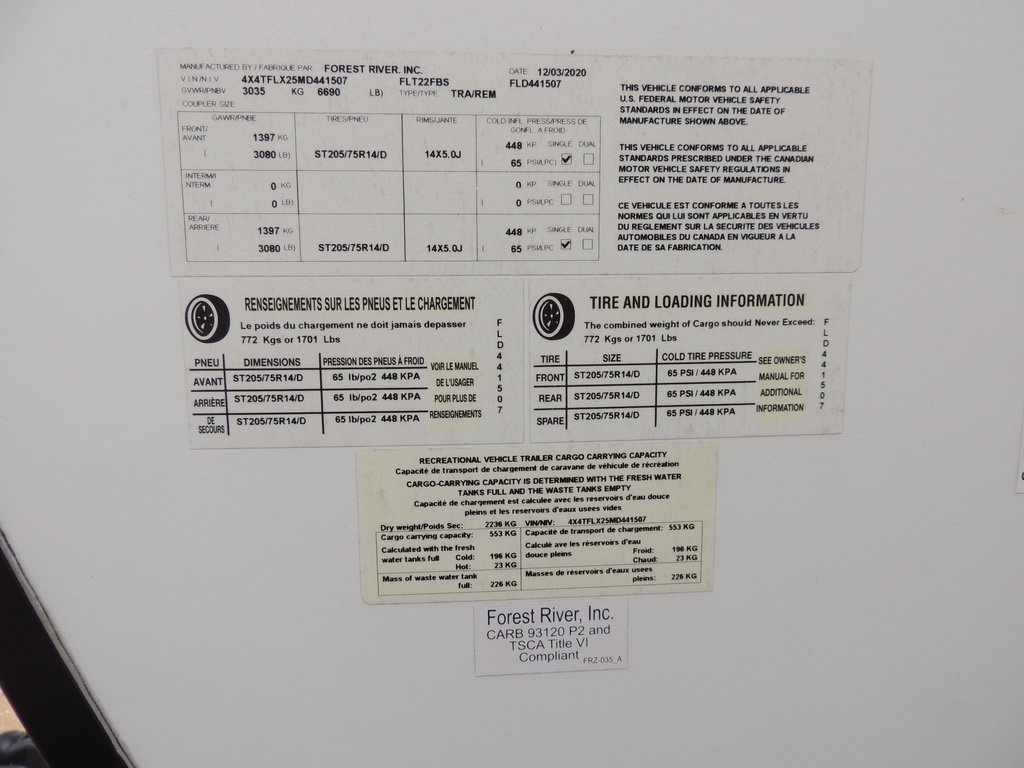 MANUFACTURED BY / FABRIQUE PAR FOREST RIVER, INC. DATE 12/03/2020
V.I.N/N.I.V. 4X4TFLX25MD441507 FLT22FBS FLD441507
GVWR/PNBV 3035 KG 6690 LB) TYPE/TYPE TRA/REM
COUPLER SIZE
GAWR/PNBE TIRES/PNEU RIMS/JANTE COLD INFL PRESS/PRESS DE GONFL A FROID
FRONT/
AVANT 1397 KG 448 KP SINGLE DUAL
( 3080 LB) ST205/75R14/D 14X5.0J ( 65 PSI/LPC)
INTERM/I
NTERM 0 KG 0 KP SINGLE DUAL
( 0 LB) ( 0 PSI/LPC
REAR/
ARRIERE 1397 KG 448 KP SINGLE DUAL
( 3080 LB) ST205/75R14/D 14X5.0J ( 65 PSI/LPC
THIS VEHICLE CONFORMS TO ALL APPLICABLE
U.S. FEDERAL MOTOR VEHICLE SAFETY
STANDARDS IN EFFECT ON THE DATE OF
MANUFACTURE SHOWN ABOVE.
THIS VEHICLE CONFORMS TO ALL APPLICABLE
STANDARDS PRESCRIBED UNDER THE CANADIAN
MOTOR VEHICLE SAFETY REGULATIONS IN
EFFECT ON THE DATE OF MANUFACTURE.
CE VEHICULE EST CONFORME A TOUTES LES
NORMES QUI LUI SONT APPLICABLES EN VERTU
DU REGLEMENT SUR LA SECURITE DES VEHICULES
AUTOMOBILES DU CANADA EN VIGUEUR A LA
DATE DE SA FABRICATION.
RENSEIGNEMENTS SUR LES PNEUS ET LE CHARGEMENT
Le poids du chargement ne doit jamais depasser
772 Kgs or 1701 Lbs
PNEU DIMENSIONS PRESSION DES PNEUS À FROID
AVANT ST205/75R14/D 65 lb/po2 448 KPA
ARRIÈRE ST205/75R14/D 65 lb/po2 448 KPA
DE
SECOURS ST205/75R14/D 65 lb/po2 448 KPA
VOIR LE MANUEL
DE L'USAGER
POUR PLUS DE
RENSEIGNEMENTS
FLD441507
TIRE AND LOADING INFORMATION
The combined weight of Cargo should Never Exceed:
772 Kgs or 1701 Lbs
TIRE SIZE COLD TIRE PRESSURE
FRONT ST205/75R14/D 65 PSI / 448 KPA
REAR ST205/75R14/D 65 PSI / 448 KPA
SPARE ST205/75R14/D 65 PSI / 448 KPA
SEE OWNER'S
MANUAL FOR
ADDITIONAL
INFORMATION
FLD441507
RECREATIONAL VEHICLE TRAILER CARGO CARRYING CAPACITY
Capacité de transport de chargement de caravane de véhicule de récréation
CARGO-CARRYING CAPACITY IS DETERMINED WITH THE FRESH WATER
TANKS FULL AND THE WASTE TANKS EMPTY
Capacité de chargement est calculee avec les reservoirs d'eau douce
pleins et les reservoirs d'eaux usees vides
Dry weight/Poids Sec: 2236 KG VIN/NIV: 4X4TFLX25MD441507
Cargo carrying capacity: 553 KG Capacité de transport de chargement: 553 KG
Calculated with the fresh
water tanks full Cold: 196 KG
Hot: 23 KG
Calculé ave les réservoirs d'eau
douce pleins Froid: 196 KG
Chaud: 23 KG
Mass of waste water tank
full: 226 KG
Masses de réservoirs d'eaux usees
pleins: 226 KG
Forest River, Inc.
CARB 93120 P2 and
TSCA Title VI
Compliant FRZ-035_A